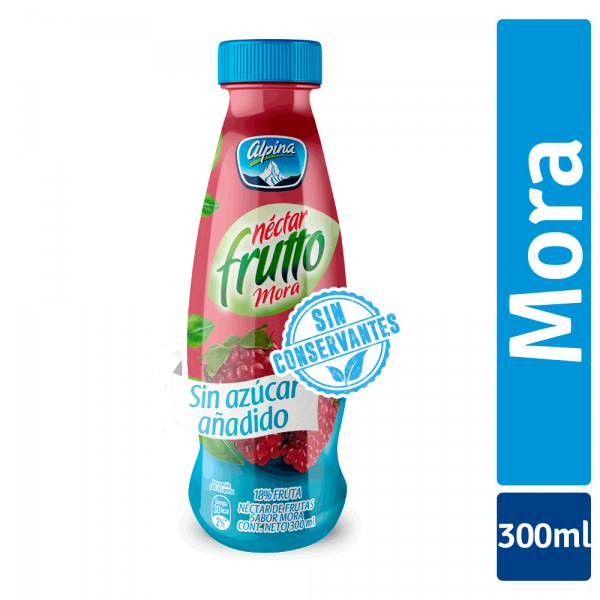 alpina
néctar
frutto
mora
SIN
CONSERVANTES
Sin azúcar
añadido
18% FRUTA
NÉCTAR DE FRUTAS
SABOR MORA
CONT. NETO 300 ml
Mora
300ml